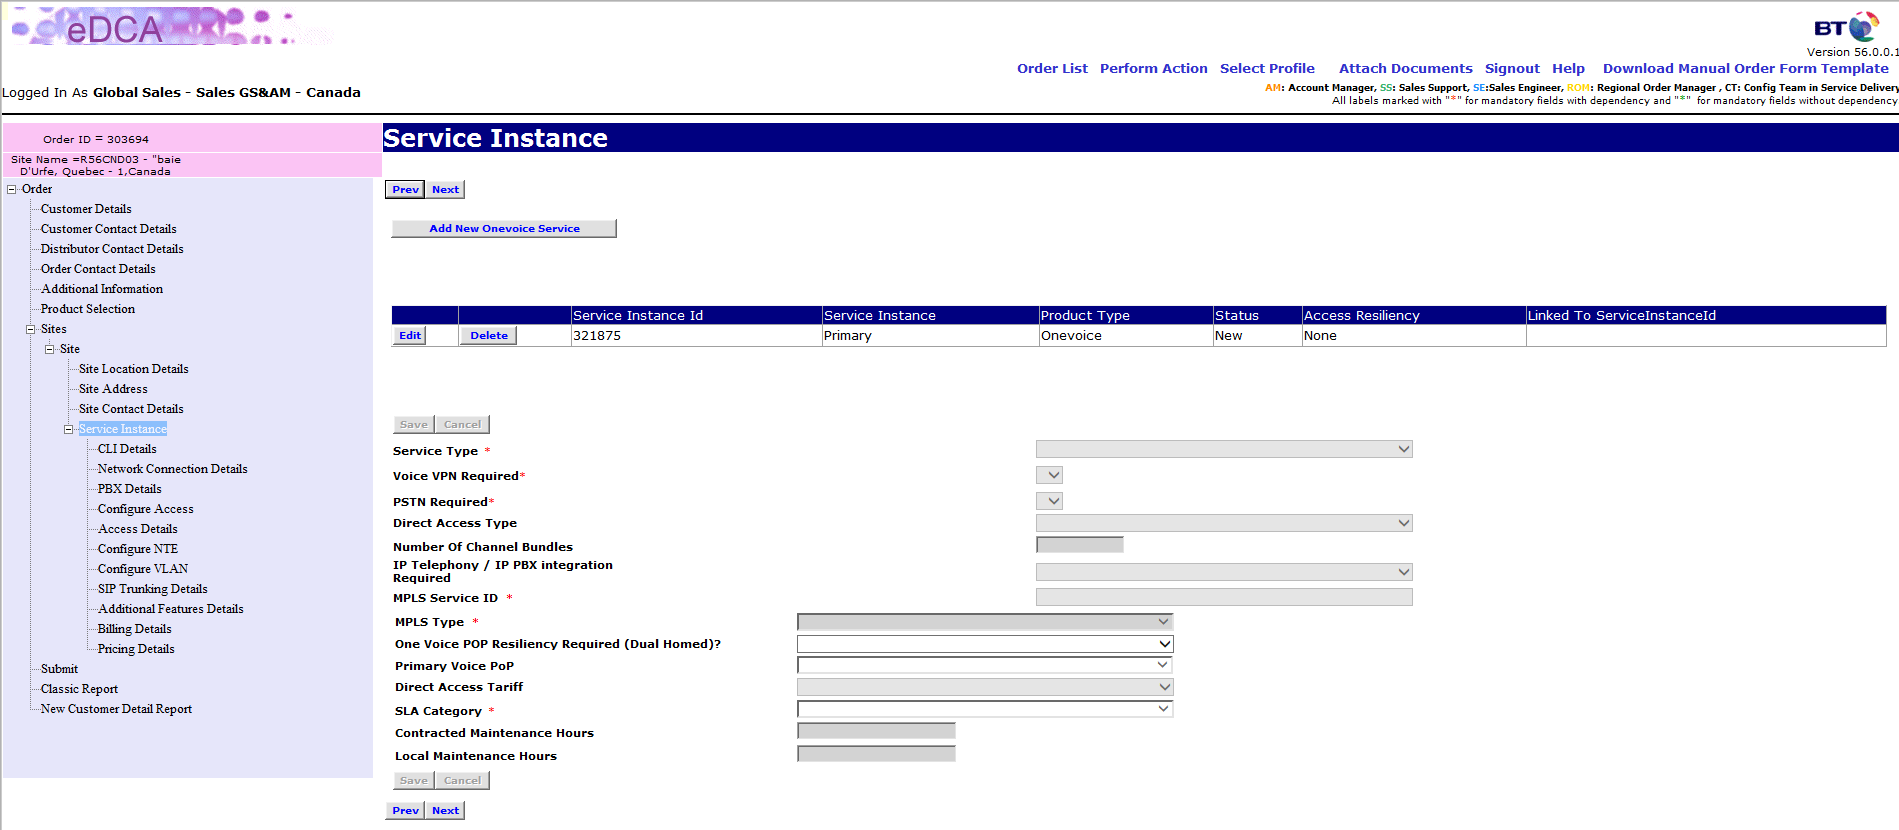 eDCA
BT
Version 56.0.0.1
Order List Perform Action Select Profile Attach Documents Signout Help Download Manual Order Form Template
Logged In As Global Sales - Sales GS&AM - Canada
AM: Account Manager, SS: Sales Support, SE:Sales Engineer, ROM: Regional Order Manager , CT: Config Team in Service Delivery
All labels marked with "*" for mandatory fields with dependency and "*" for mandatory fields without dependency
Order ID = 303694
Site Name =R56CND03 - "baie
D'Urfe, Quebec - 1,Canada
Order
Customer Details
Customer Contact Details
Distributor Contact Details
Order Contact Details
Additional Information
Product Selection
Sites
Site
Site Location Details
Site Address
Site Contact Details
Service Instance
CLI Details
Network Connection Details
PBX Details
Configure Access
Access Details
Configure NTE
Configure VLAN
SIP Trunking Details
Additional Features Details
Billing Details
Pricing Details
Submit
Classic Report
New Customer Detail Report
Service Instance
Prev Next
Add New Onevoice Service
Service Instance Id Service Instance Product Type Status Access Resiliency Linked To ServiceInstanceId
Edit Delete 321875 Primary Onevoice New None
Save Cancel
Service Type *
Voice VPN Required*
PSTN Required*
Direct Access Type
Number Of Channel Bundles
IP Telephony / IP PBX integration
Required
MPLS Service ID *
MPLS Type *
One Voice POP Resiliency Required (Dual Homed)?
Primary Voice PoP
Direct Access Tariff
SLA Category *
Contracted Maintenance Hours
Local Maintenance Hours
Save Cancel
Prev Next